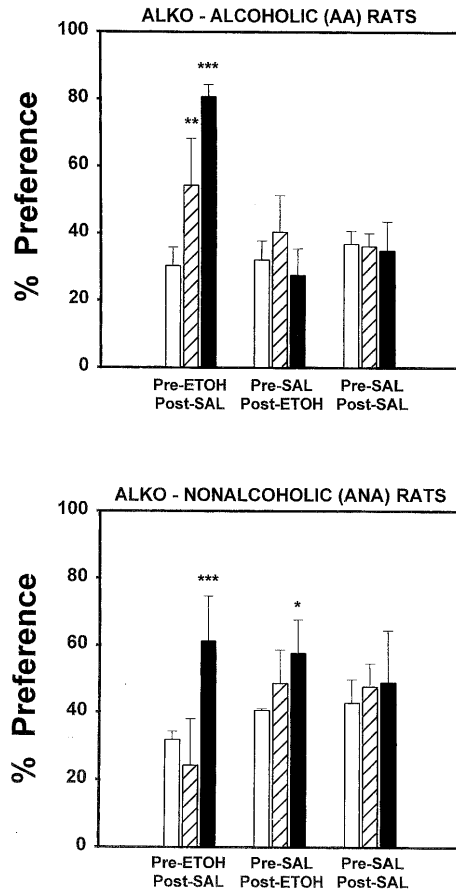 ALKO - ALCOHOLIC (AA) RATS
% Preference
100
80
60
40
20
0
**
***
Pre-ETOH Pre-SAL Pre-SAL
Post-SAL Post-ETOH Post-SAL
ALKO - NONALCOHOLIC (ANA) RATS
% Preference
100
80
60
40
20
0
***
*
Pre-ETOH Pre-SAL Pre-SAL
Post-SAL Post-ETOH Post-SAL